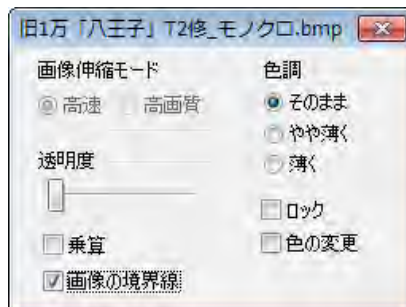 旧1万「八王子」T2修_モノクロ.bmp
画像伸縮モード
高速 高画質
透明度
乗算
画像の境界線
色調
そのまま
やや薄く
薄く
ロック
色の変更